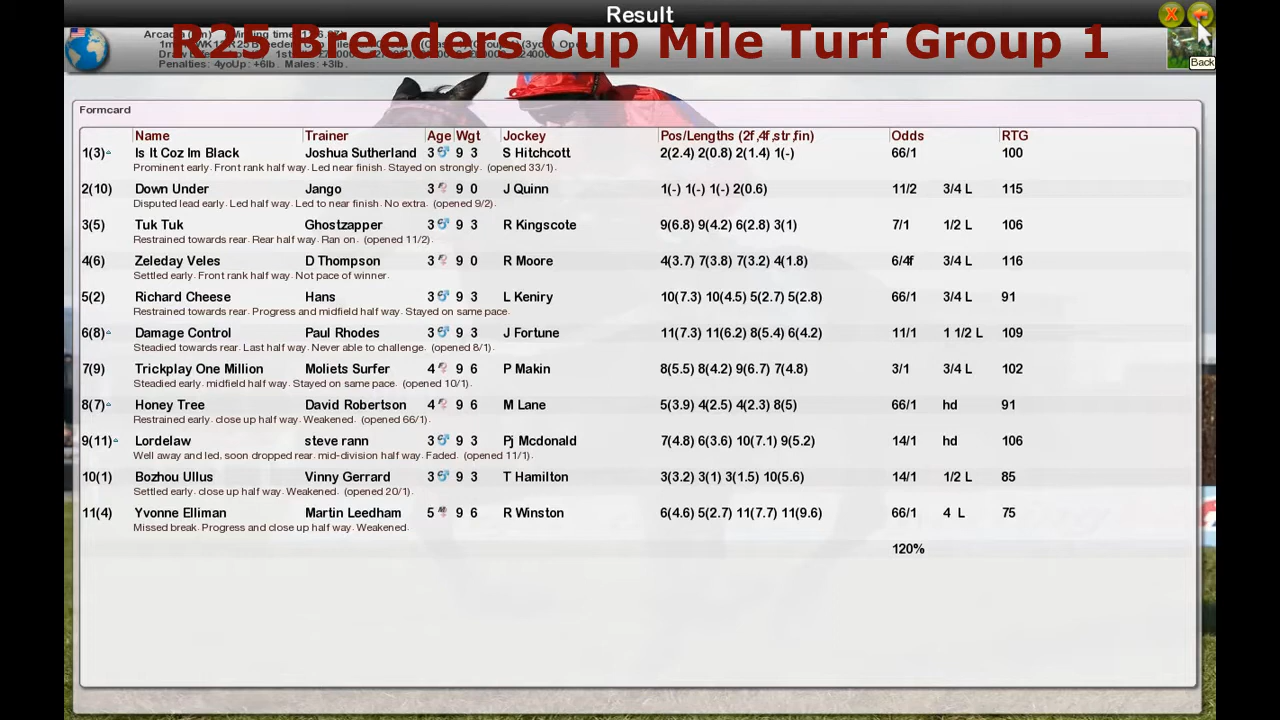 Result
R25 Breeders Cup Mile Turf Group 1
Penalties: 4yoUp: +6lb. Males: +3lb.
Back
Formcard
Name Trainer Age Wgt Jockey Pos/Lengths (2f,4f,str,fin) Odds RTG
1(3) Is It Coz Im Black Joshua Sutherland 3 9 3 S Hitchcott 2(2.4) 2(0.8) 2(1.4) 1(-) 66/1 100
Prominent early. Front rank half way. Led near finish. Stayed on strongly. (opened 33/1).
2(10) Down Under Jango 3 9 0 J Quinn 1(-) 1(-) 1(-) 2(0.6) 11/2 3/4 L 115
Disputed lead early. Led half way. Led to near finish. No extra. (opened 9/2).
3(5) Tuk Tuk Ghostzapper 3 9 3 R Kingscote 9(6.8) 9(4.2) 6(2.8) 3(1) 7/1 1/2 L 106
Restrained towards rear. Rear half way. Ran on. (opened 11/2).
4(6) Zeleday Veles D Thompson 3 9 0 R Moore 4(3.7) 7(3.8) 7(3.2) 4(1.8) 6/4f 3/4 L 116
Settled early. Front rank half way. Not pace of winner.
5(2) Richard Cheese Hans 3 9 3 L Keniry 10(7.3) 10(4.5) 5(2.7) 5(2.8) 66/1 3/4 L 91
Restrained towards rear. Progress and midfield half way. Stayed on same pace.
6(8) Damage Control Paul Rhodes 3 9 3 J Fortune 11(7.3) 11(6.2) 8(5.4) 6(4.2) 11/1 1 1/2 L 109
Steadied towards rear. Last half way. Never able to challenge. (opened 8/1).
7(9) Trickplay One Million Moliets Surfer 4 9 6 P Makin 8(5.5) 8(4.2) 9(6.7) 7(4.8) 3/1 3/4 L 102
Steadied early. midfield half way. Stayed on same pace. (opened 10/1).
8(7) Honey Tree David Robertson 4 9 6 M Lane 5(3.9) 4(2.5) 4(2.3) 8(5) 66/1 hd 91
Restrained early. close up half way. Weakened. (opened 66/1).
9(11) Lordelaw steve rann 3 9 3 Pj Mcdonald 7(4.8) 6(3.6) 10(7.1) 9(5.2) 14/1 hd 106
Well away and led, soon dropped rear. mid-division half way. Faded. (opened 11/1).
10(1) Bozhou Ullus Vinny Gerrard 3 9 3 T Hamilton 3(3.2) 3(1) 3(1.5) 10(5.6) 14/1 1/2 L 85
Settled early. close up half way. Weakened. (opened 20/1).
11(4) Yvonne Elliman Martin Leedham 5 9 6 R Winston 6(4.6) 5(2.7) 11(7.7) 11(9.6) 66/1 4 L 75
Missed break. Progress and close up half way. Weakened.
120%